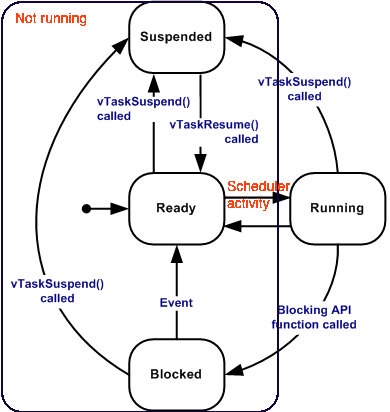 Not running
Suspended
vTaskSuspend()
called
vTaskSuspend()
called
vTaskResume()
called
Scheduler
activity
Ready
Running
vTaskSuspend()
called
Event
Blocking API
function called
Blocked